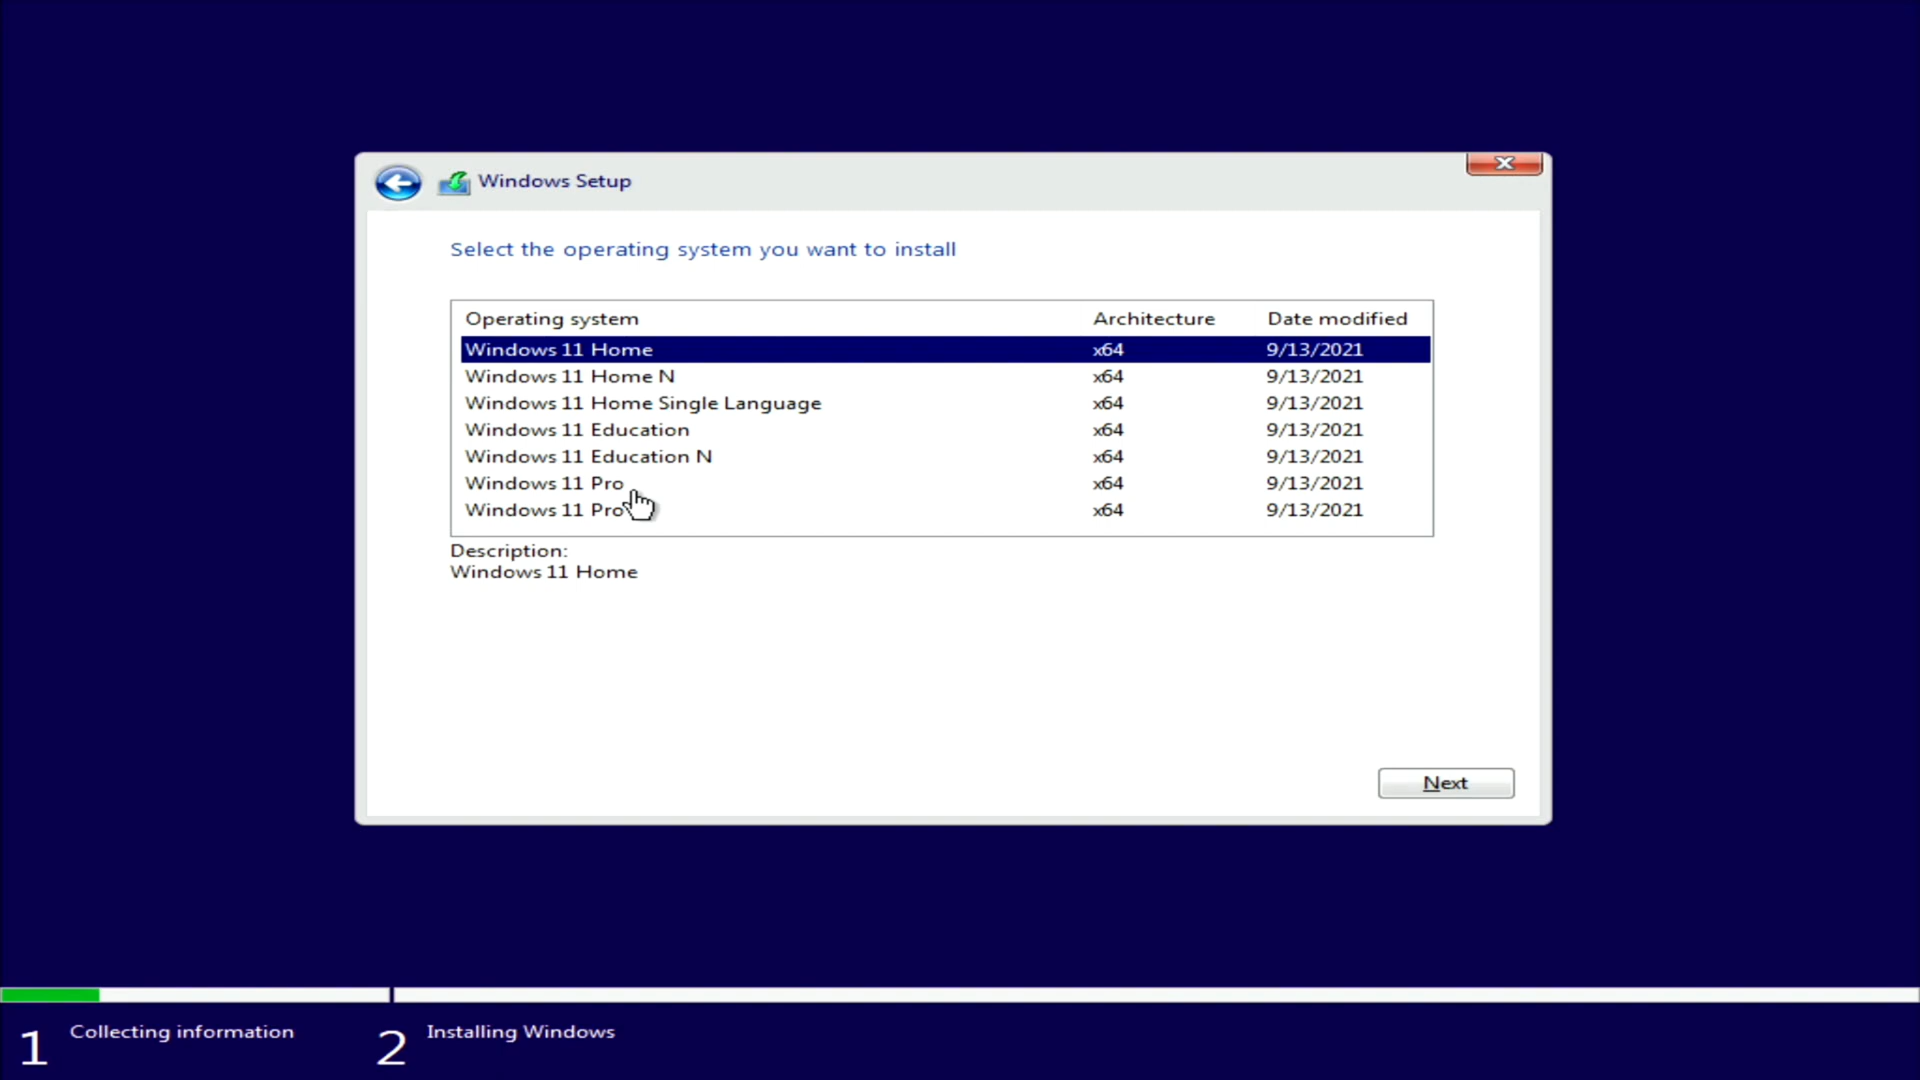 Windows Setup
Select the operating system you want to install
Operating system Architecture Date modified
Windows 11 Home x64 9/13/2021
Windows 11 Home N x64 9/13/2021
Windows 11 Home Single Language x64 9/13/2021
Windows 11 Education x64 9/13/2021
Windows 11 Education N x64 9/13/2021
Windows 11 Pro x64 9/13/2021
Windows 11 Pro x64 9/13/2021
Description:
Windows 11 Home
Next
1 Collecting information 2 Installing Windows